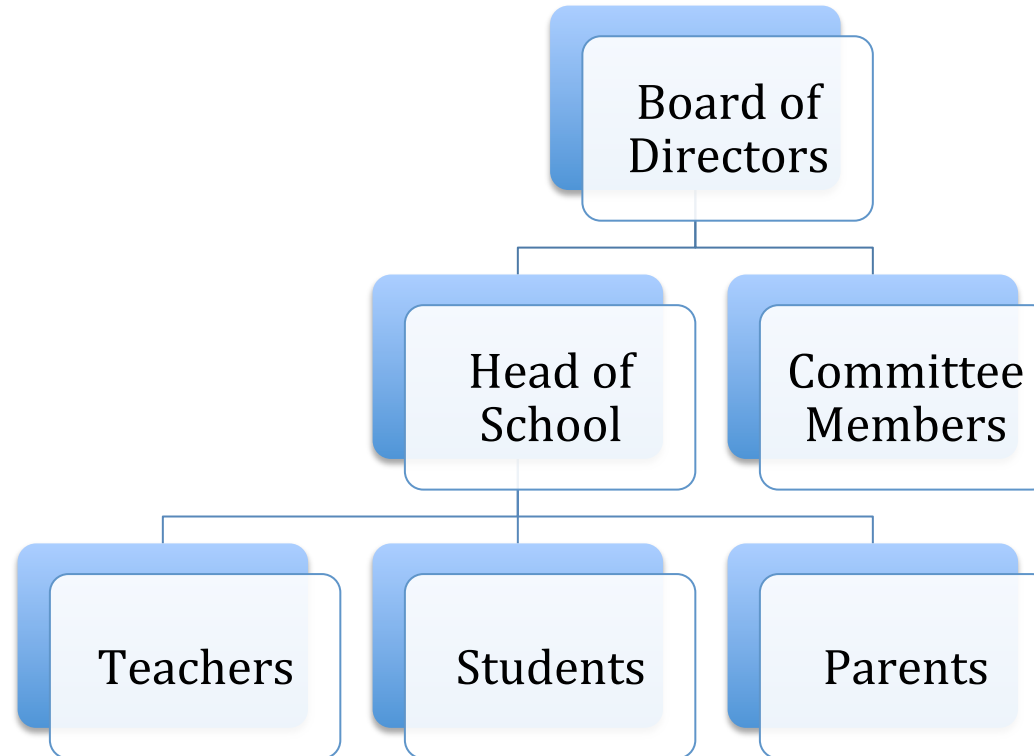 Board of
Directors
Head of
School
Committee
Members
Teachers
Students
Parents